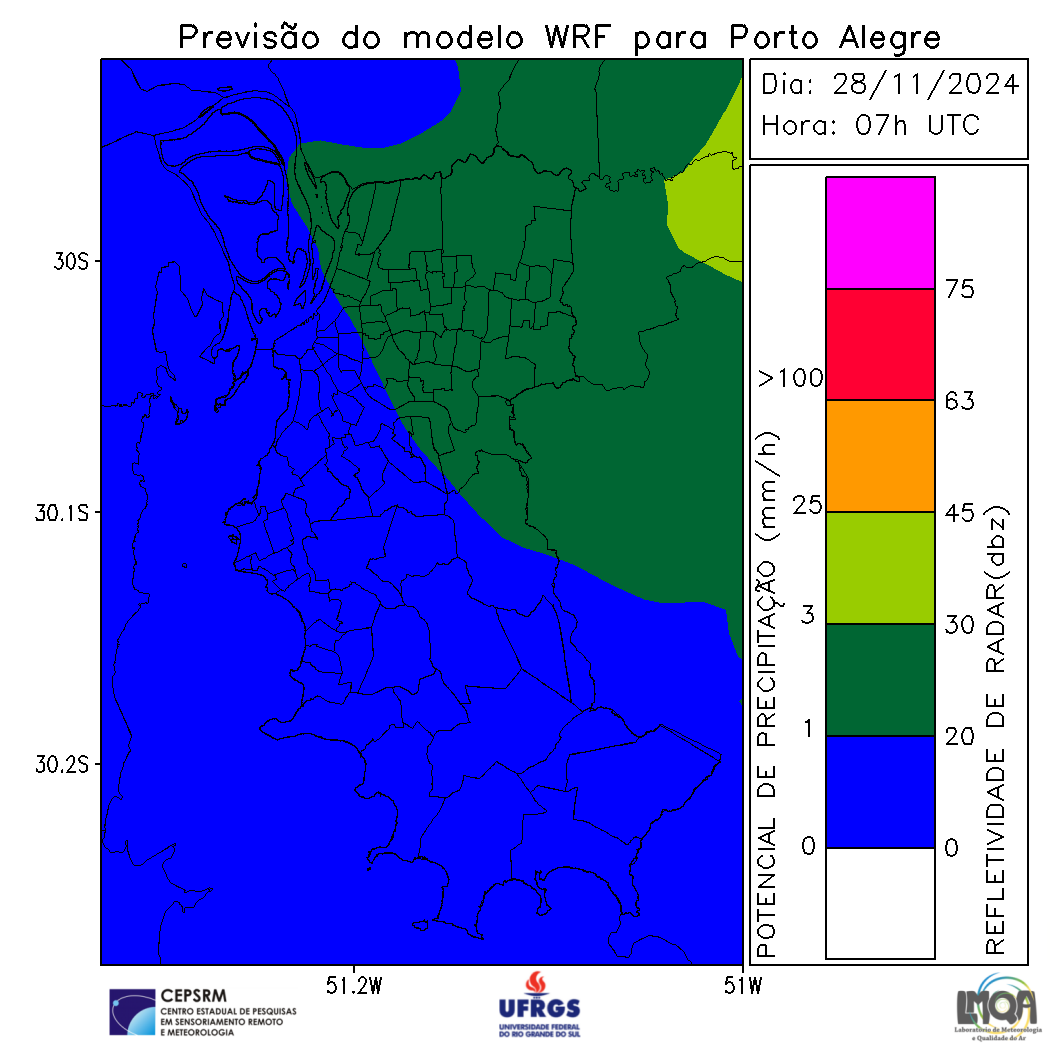 Previsão do modelo WRF para Porto Alegre
Dia: 28/11/2024
Hora: 07h UTC
30S
30.1S
30.2S
51.2W
51W
POTENCIAL DE PRECIPITAÇÃO (mm/h)
>100
25
3
1
0
75
63
45
30
20
0
REFLETIVIDADE DE RADAR(dbz)
CEPSRM
CENTRO ESTADUAL DE PESQUISAS
EM SENSORIAMENTO REMOTO
E METEOROLOGIA
UFRGS
UNIVERSIDADE FEDERAL
DO RIO GRANDE DO SUL
LMQA
Laboratório de Meteorologia
e Qualidade do Ar